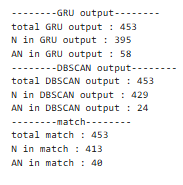 --------GRU output--------
total GRU output : 453
N in GRU output : 395
AN in GRU output : 58
--------DBSCAN output--------
total DBSCAN output : 453
N in DBSCAN output : 429
AN in DBSCAN output : 24
--------match--------
total match : 453
N in match : 413
AN in match : 40